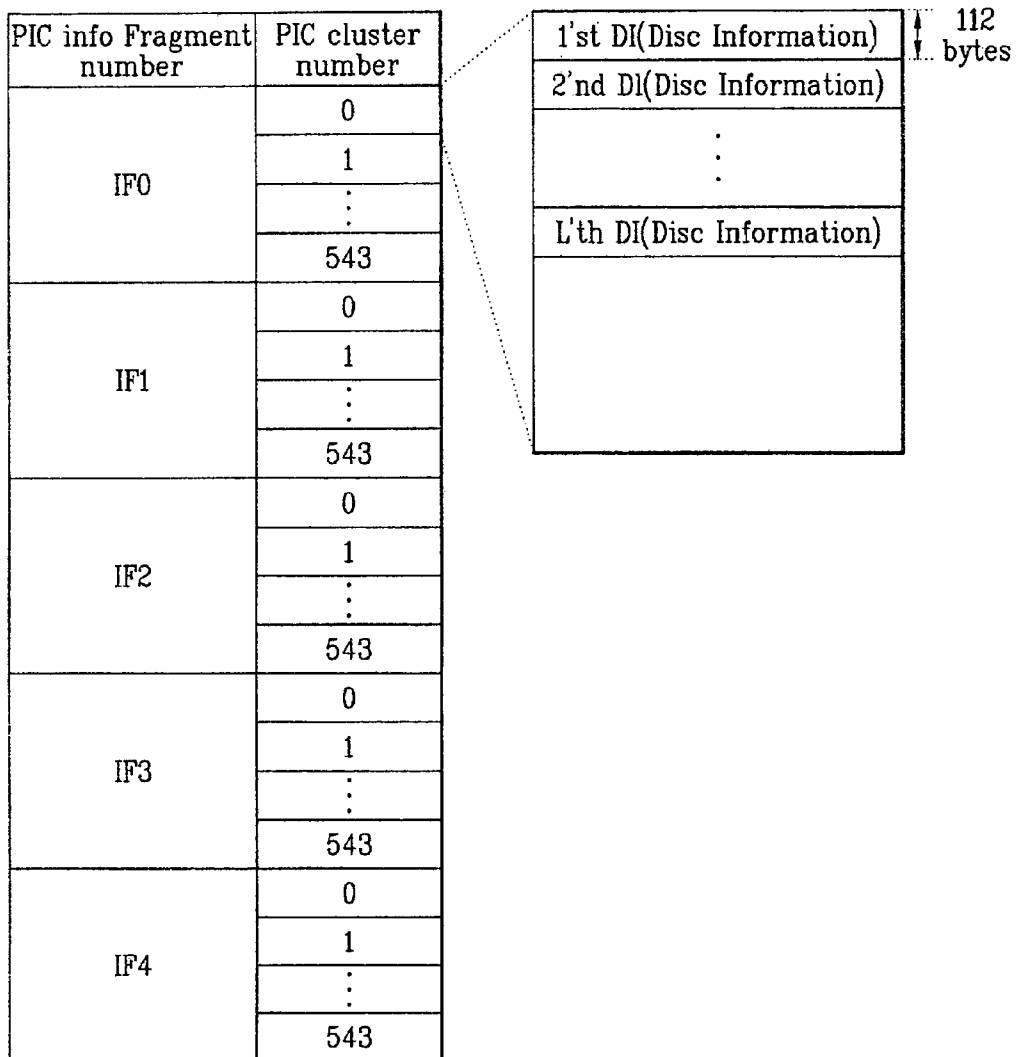 PIC info Fragment number
PIC cluster number
IF0
0
1
⋮
543
IF1
0
1
⋮
543
IF2
0
1
⋮
543
IF3
0
1
⋮
543
IF4
0
1
⋮
543
1'st DI(Disc Information)
2'nd DI(Disc Information)
⋮
L'th DI(Disc Information)
112
bytes